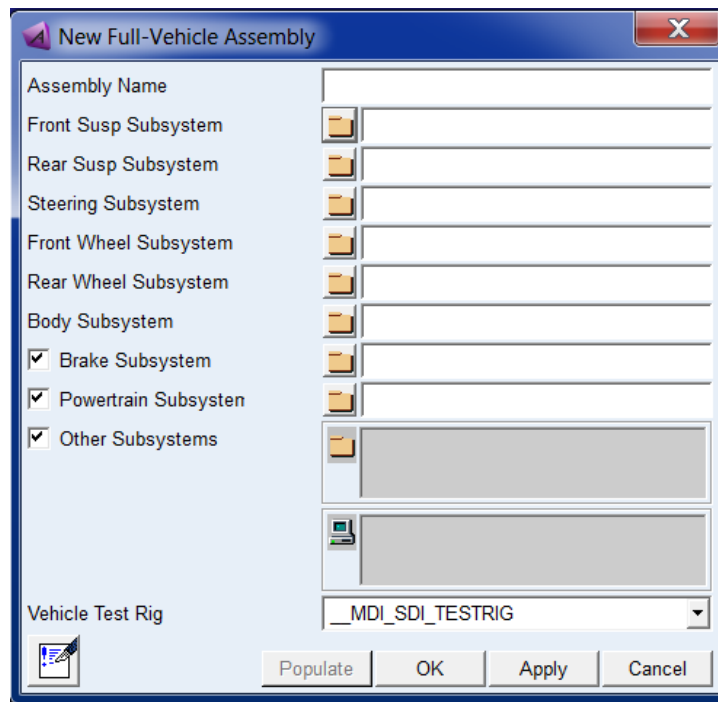 New Full-Vehicle Assembly
Assembly Name
Front Susp Subsystem
Rear Susp Subsystem
Steering Subsystem
Front Wheel Subsystem
Rear Wheel Subsystem
Body Subsystem
Brake Subsystem
Powertrain Subsysten
Other Subsystems
Vehicle Test Rig __MDI_SDI_TESTRIG
Populate OK Apply Cancel